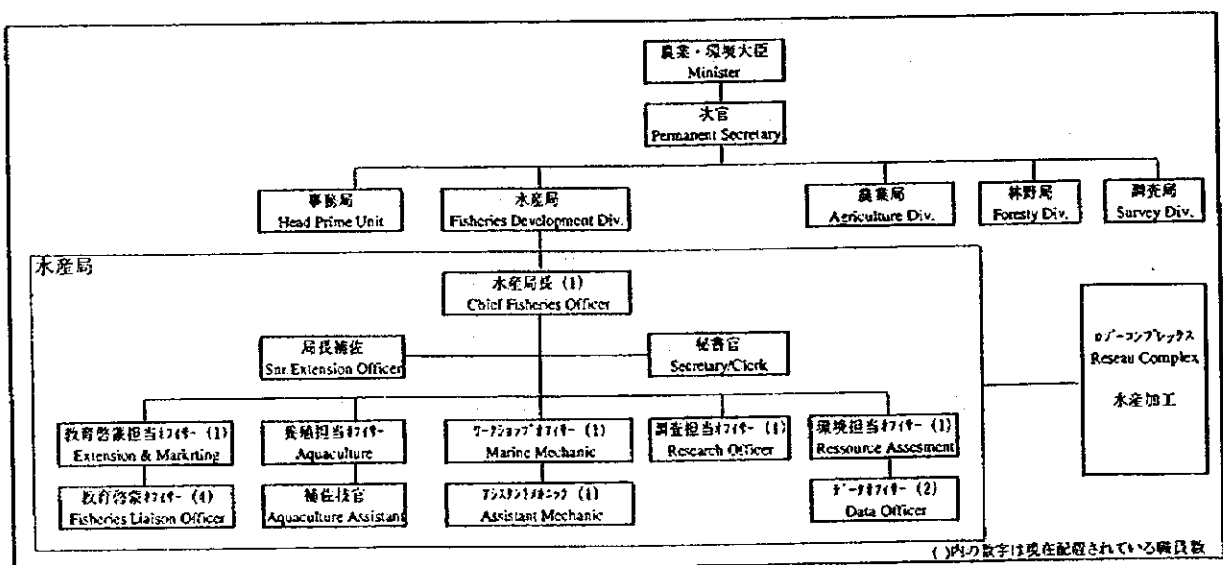 農業・環境大臣
Minister
次官
Permanent Secretary
事務局
Head Prime Unit
水産局
Fisheries Development Div.
農業局
Agriculture Div.
林野局
Foresty Div.
調査局
Survey Div.
水産局
水産局長 (1)
Chief Fisheries Officer
局長補佐
Snr.Extension Officer
秘書官
Secretary/Clerk
ロゾーコンプレックス
Reseau Complex
水産加工
教育啓蒙担当オフィサー (1)
Extension & Markrting
養殖担当オフィサー
Aquaculture
ワークショップオフィサー (1)
Marine Mechanic
調査担当オフィサー (1)
Research Officer
環境担当オフィサー (1)
Ressource Assesment
教育啓蒙オフィサー (4)
Fisheries Liaison Officer
補佐技官
Aquaculture Assistans
アシスタントメカニック (1)
Assistant Mechanic
データオフィサー (2)
Data Officer
( )内の数字は現在配置されている職員数